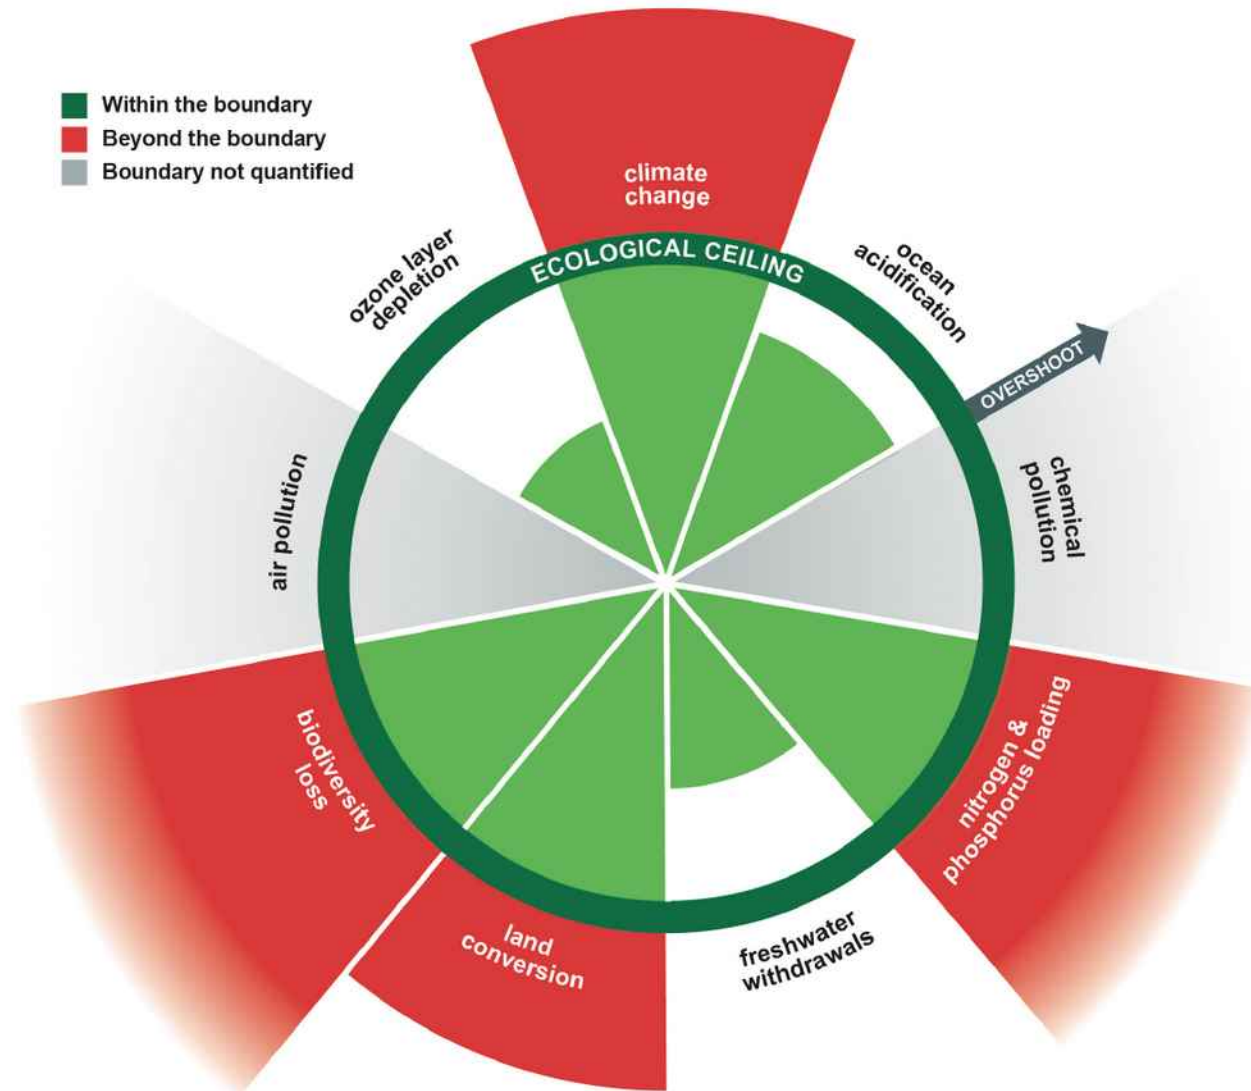 Within the boundary
Beyond the boundary
Boundary not quantified
climate
change
ECOLOGICAL CEILING
ozone layer
depletion
ocean
acidification
OVERSHOOT
air pollution
chemical
pollution
biodiversity
loss
nitrogen &
phosphorus loading
land
conversion
freshwater
withdrawals